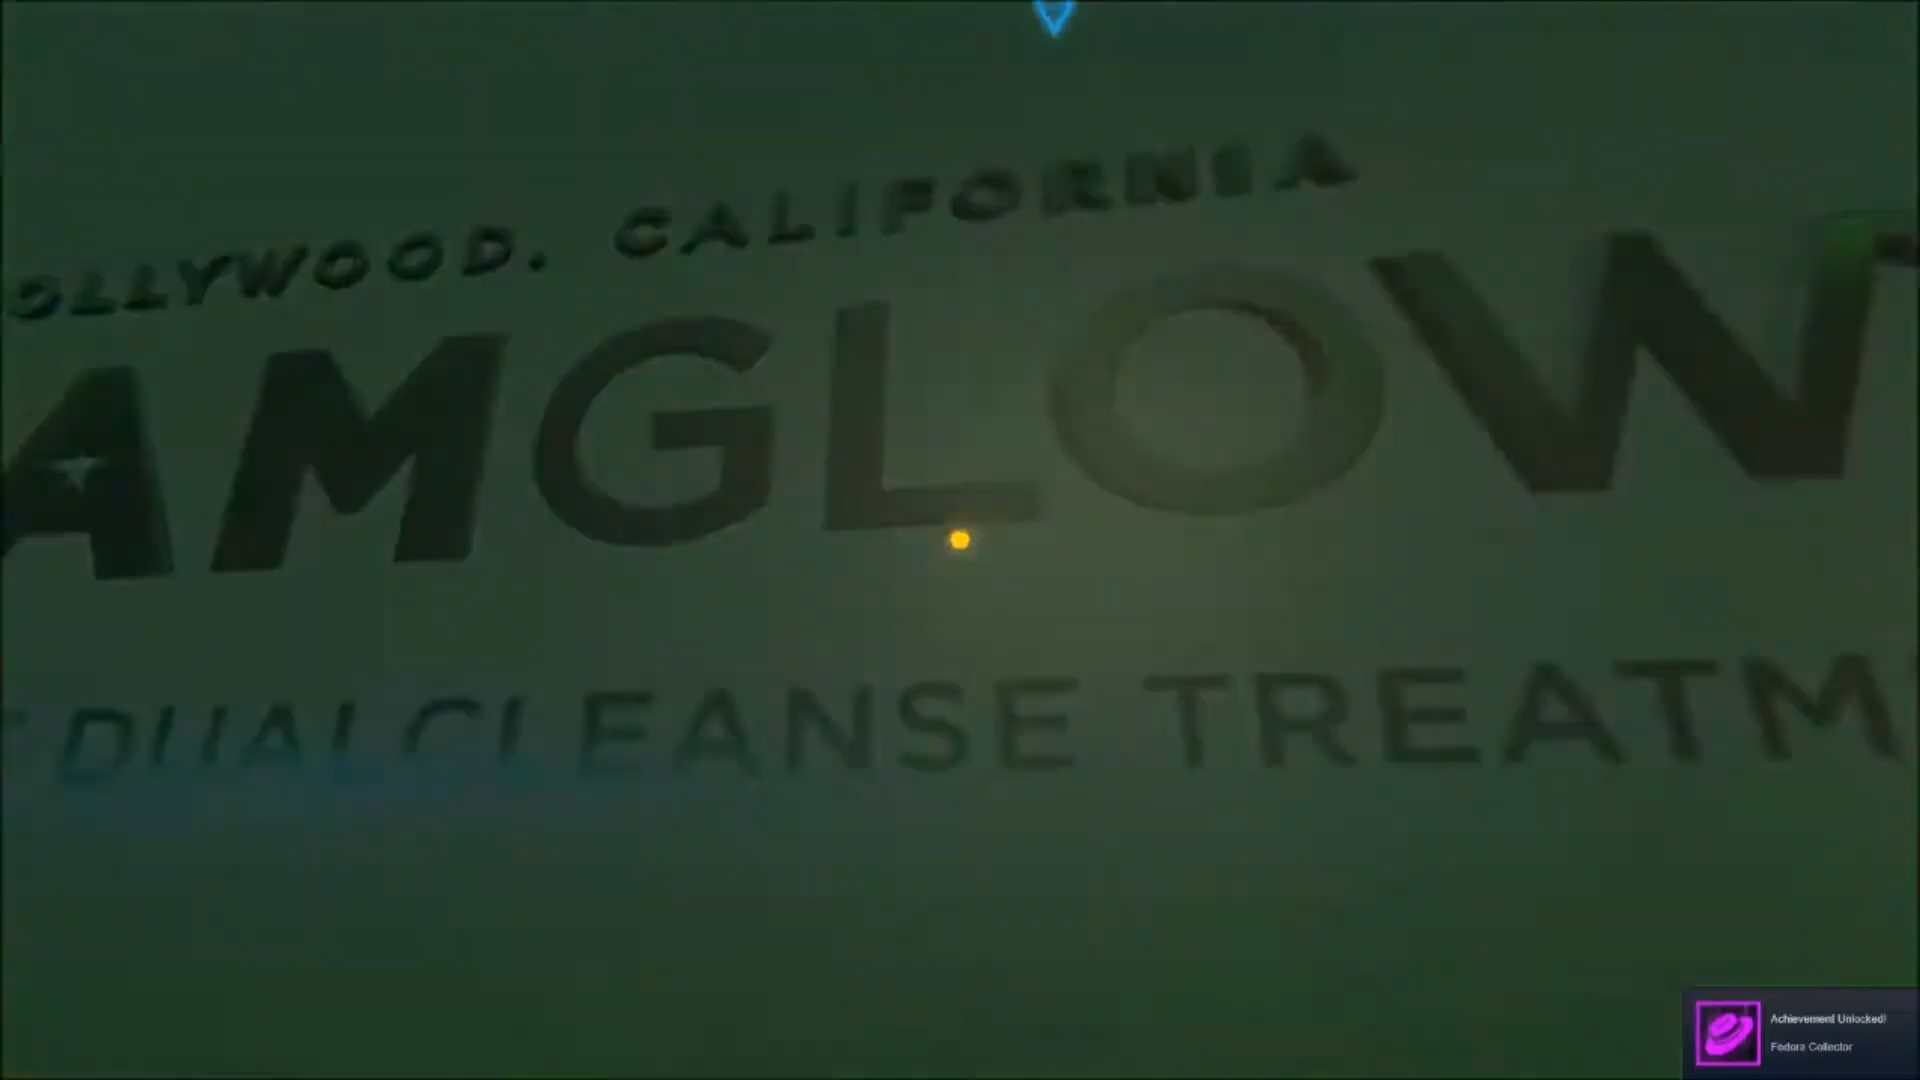 OLLYWOOD. CALIFORNIA
AMGLOW
DUALCLEANSE TREATM
Achievement Unlocked!
Fedora Collector